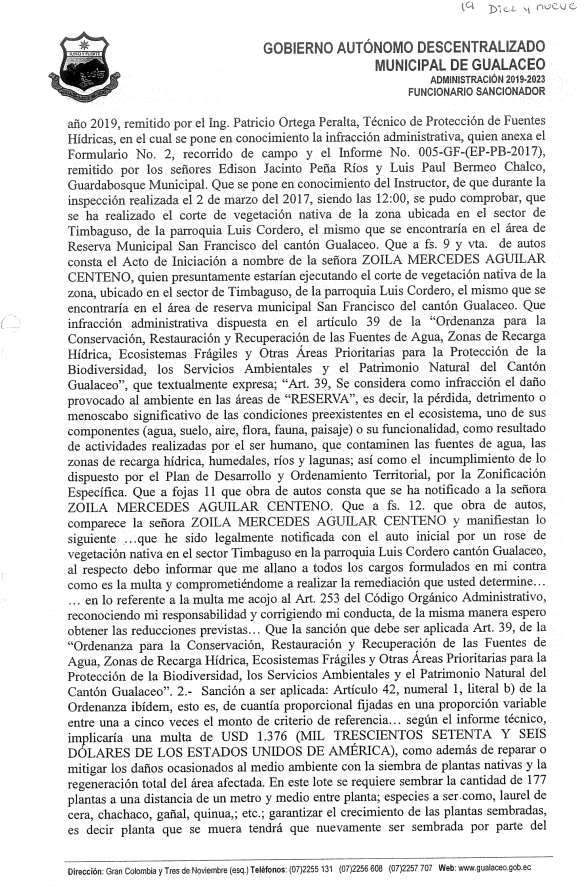 19 Diez y nueve
GOBIERNO AUTÓNOMO DESCENTRALIZADO
MUNICIPAL DE GUALACEO
ADMINISTRACIÓN 2019-2023
FUNCIONARIO SANCIONADOR
año 2019, remitido por el Ing. Patricio Ortega Peralta, Técnico de Protección de Fuentes
Hídricas, en el cual se pone en conocimiento la infracción administrativa, quien anexa el
Formulario No. 2, recorrido de campo y el Informe No. 005-GF-(EP-PB-2017),
remitido por los señores Edison Jacinto Peña Ríos y Luis Paul Bermeo Chalco,
Guardabosque Municipal. Que se pone en conocimiento del Instructor, de que durante la
inspección realizada el 2 de marzo del 2017, siendo las 12:00, se pudo comprobar, que
se ha realizado el corte de vegetación nativa de la zona ubicada en el sector de
Timbaguso, de la parroquia Luis Cordero, el mismo que se encontraría en el área de
Reserva Municipal San Francisco del cantón Gualaceo. Que a fs. 9 y vta. de autos
consta el Acto de Iniciación a nombre de la señora ZOILA MERCEDES AGUILAR
CENTENO, quien presuntamente estarían ejecutando el corte de vegetación nativa de la
zona, ubicado en el sector de Timbaguso, de la parroquia Luis Cordero, el mismo que se
encontraría en el área de reserva municipal San Francisco del cantón Gualaceo. Que
infracción administrativa dispuesta en el artículo 39 de la “Ordenanza para la
Conservación, Restauración y Recuperación de las Fuentes de Agua, Zonas de Recarga
Hídrica, Ecosistemas Frágiles y Otras Áreas Prioritarias para la Protección de la
Biodiversidad, los Servicios Ambientales y el Patrimonio Natural del Cantón
Gualaceo”, que textualmente expresa; “Art. 39, Se considera como infracción el daño
provocado al ambiente en las áreas de “RESERVA”, es decir, la pérdida, detrimento o
menoscabo significativo de las condiciones preexistentes en el ecosistema, uno de sus
componentes (agua, suelo, aire, flora, fauna, paisaje) o su funcionalidad, como resultado
de actividades realizadas por el ser humano, que contaminen las fuentes de agua, las
zonas de recarga hídrica, humedales, ríos y lagunas; así como el incumplimiento de lo
dispuesto por el Plan de Desarrollo y Ordenamiento Territorial, por la Zonificación
Específica. Que a fojas 11 que obra de autos consta que se ha notificado a la señora
ZOILA MERCEDES AGUILAR CENTENO. Que a fs. 12. que obra de autos,
comparece la señora ZOILA MERCEDES AGUILAR CENTENO y manifiestan lo
siguiente ...que he sido legalmente notificada con el auto inicial por un rose de
vegetación nativa en el sector Timbaguso en la parroquia Luis Cordero cantón Gualaceo,
al respecto debo informar que me allano a todos los cargos formulados en mi contra
como es la multa y comprometiéndome a realizar la remediación que usted determine...
... en lo referente a la multa me acojo al Art. 253 del Código Orgánico Administrativo,
reconociendo mi responsabilidad y corrigiendo mi conducta, de la misma manera espero
obtener las reducciones previstas... Que la sanción que debe ser aplicada Art. 39, de la
“Ordenanza para la Conservación, Restauración y Recuperación de las Fuentes de
Agua, Zonas de Recarga Hídrica, Ecosistemas Frágiles y Otras Áreas Prioritarias para la
Protección de la Biodiversidad, los Servicios Ambientales y el Patrimonio Natural del
Cantón Gualaceo”. 2.- Sanción a ser aplicada: Artículo 42, numeral 1, literal b) de la
Ordenanza ibídem, esto es, de cuantía proporcional fijadas en una proporción variable
entre una a cinco veces el monto de criterio de referencia... según el informe técnico,
implicaría una multa de USD 1.376 (MIL TRESCIENTOS SETENTA Y SEIS
DÓLARES DE LOS ESTADOS UNIDOS DE AMÉRICA), como además de reparar o
mitigar los daños ocasionados al medio ambiente con la siembra de plantas nativas y la
regeneración total del área afectada. En este lote se requiere sembrar la cantidad de 177
plantas a una distancia de un metro y medio entre planta; especies a ser como, laurel de
cera, chachaco, gañal, quinua,; etc.; garantizar el crecimiento de las plantas sembradas,
es decir planta que se muera tendrá que nuevamente ser sembrada por parte del
Dirección: Gran Colombia y Tres de Noviembre (esq.) Teléfonos: (07)2255 131 (07)2256 608 (07)2257 707 Web: www.gualaceo.gob.ec